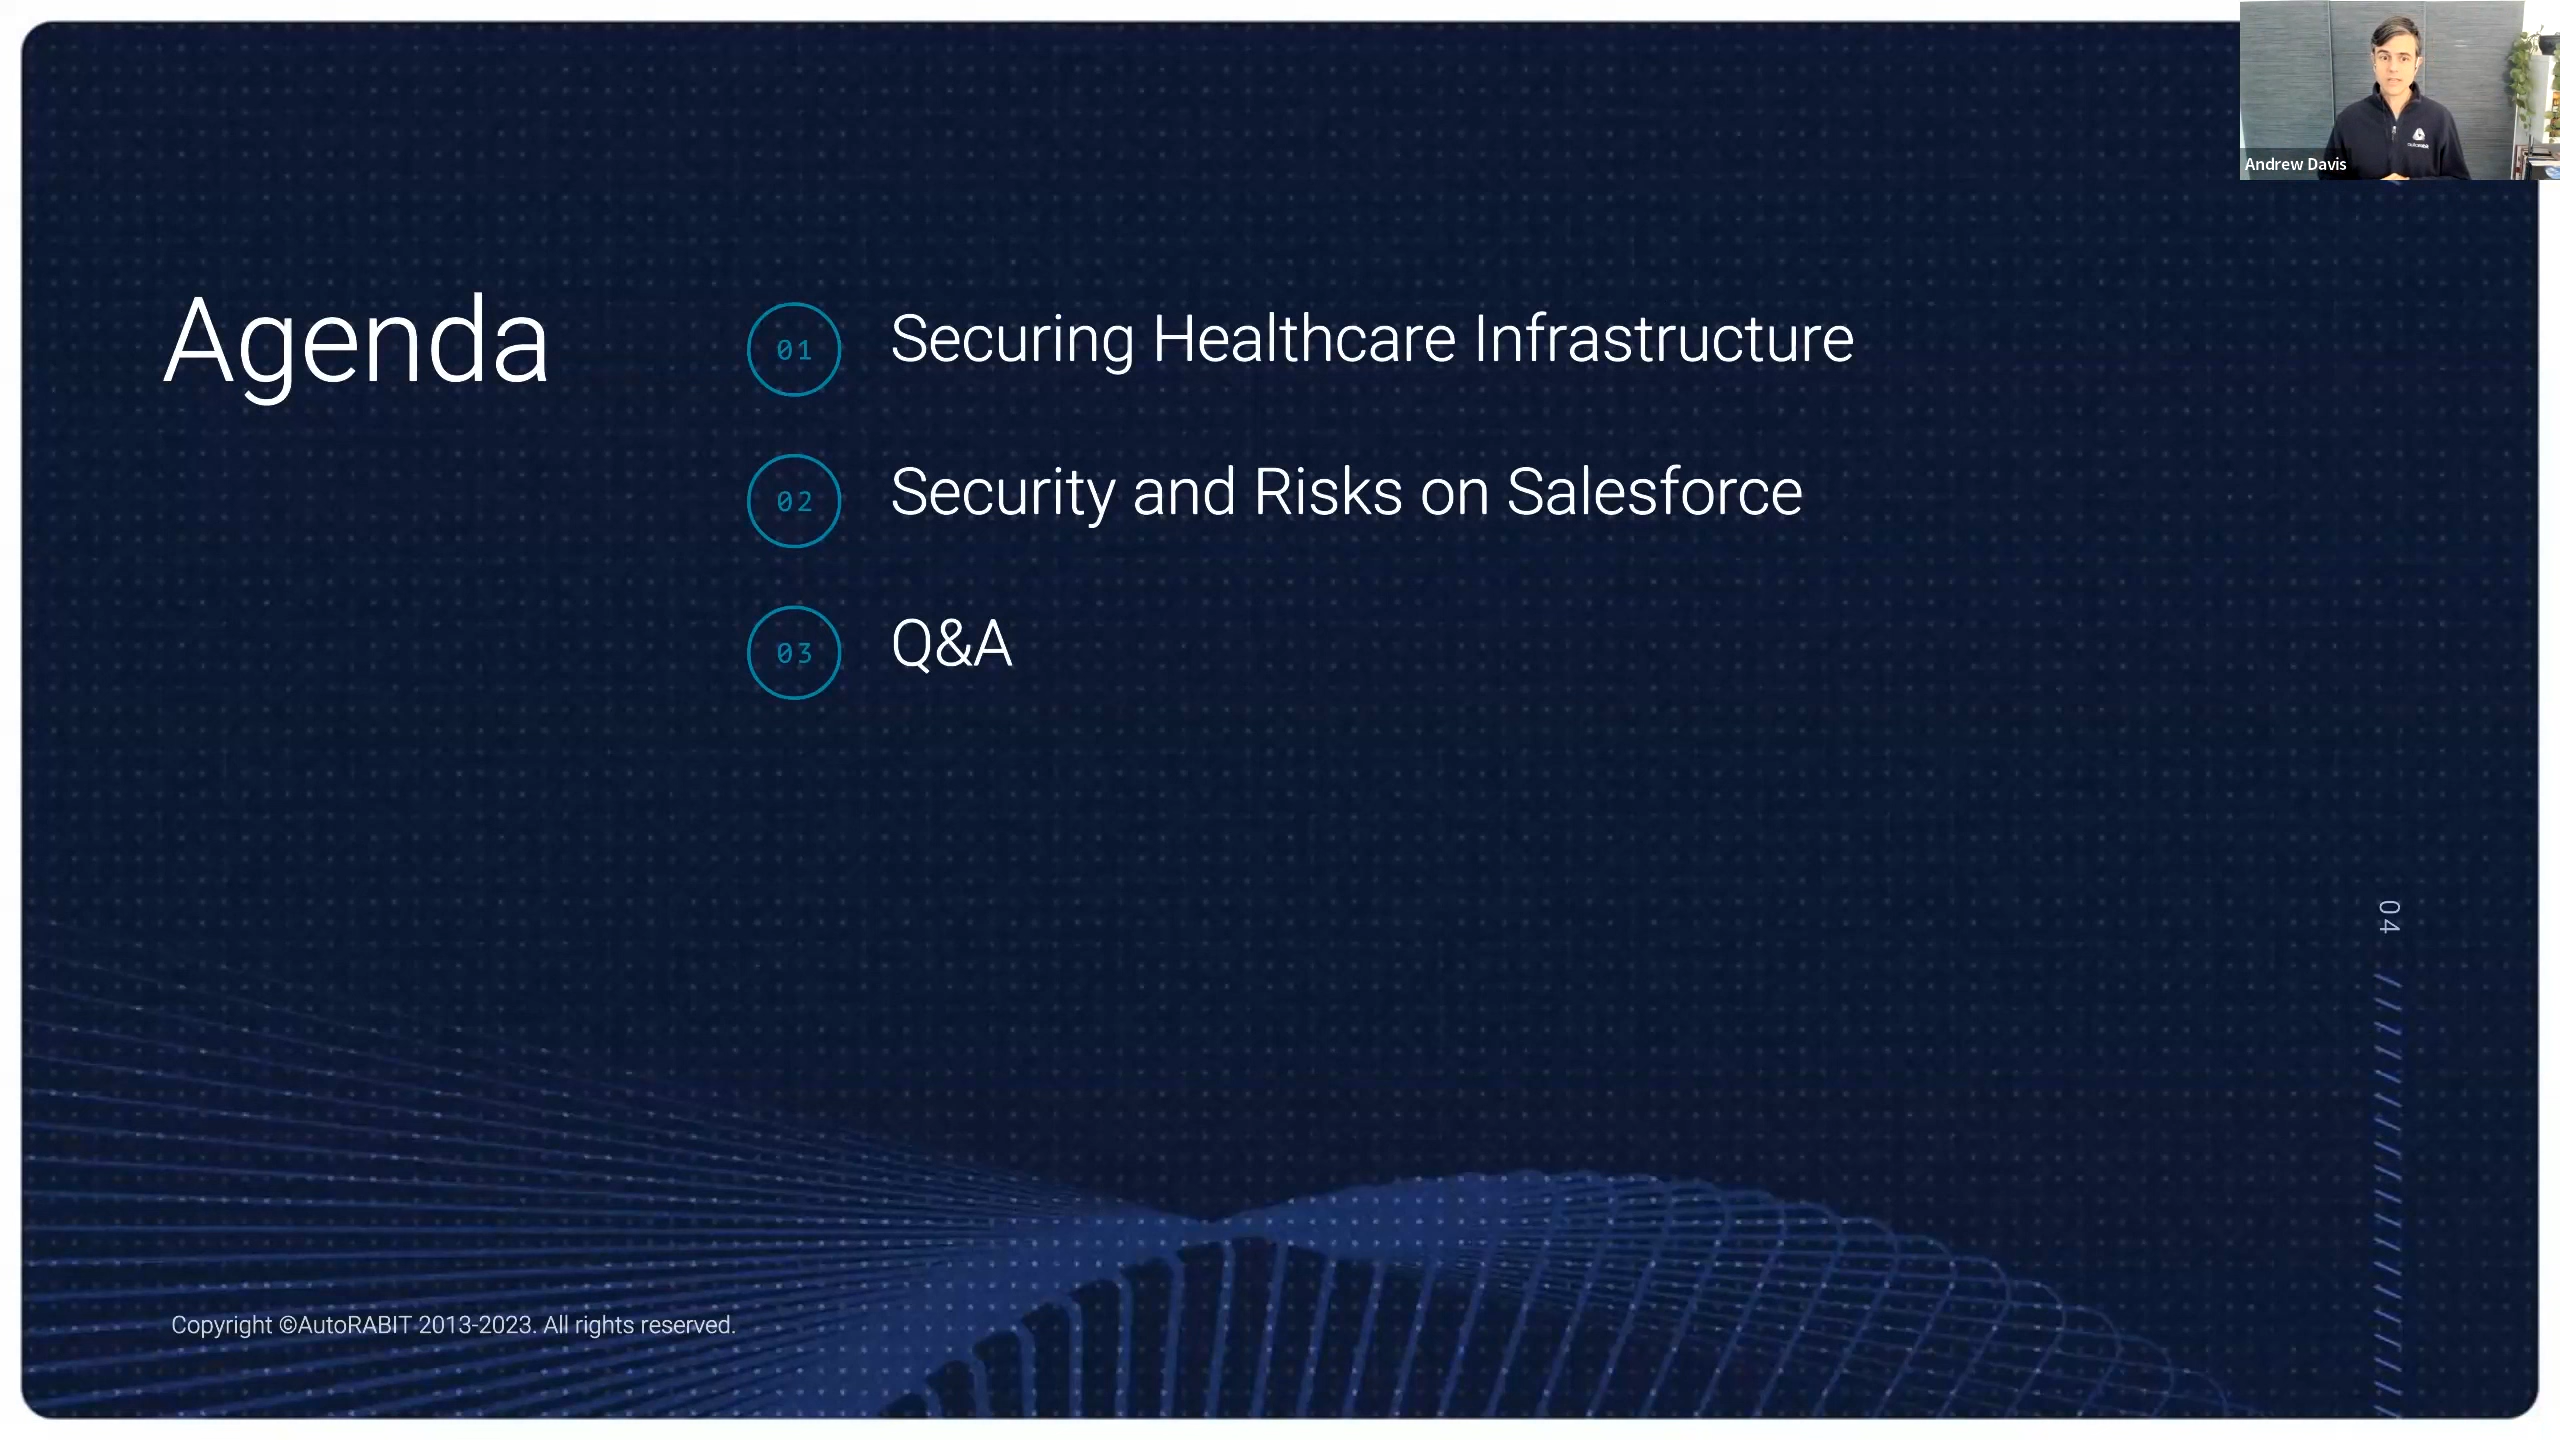 Andrew Davis
Agenda
01 Securing Healthcare Infrastructure
02 Security and Risks on Salesforce
03 Q&A
04
Copyright ©AutoRABIT 2013-2023. All rights reserved.